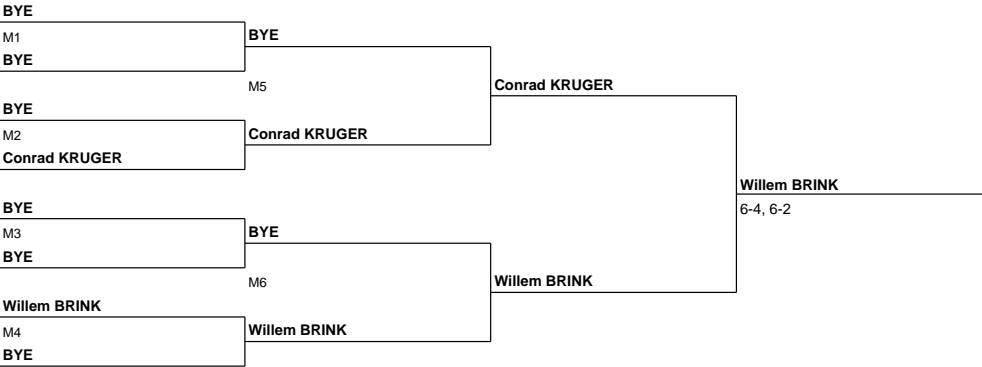 BYE
M1
BYE
BYE
M5
BYE
M2
Conrad KRUGER
Conrad KRUGER
Conrad KRUGER
BYE
M3
BYE
BYE
M6
Willem BRINK
M4
BYE
Willem BRINK
Willem BRINK
Willem BRINK
6-4, 6-2